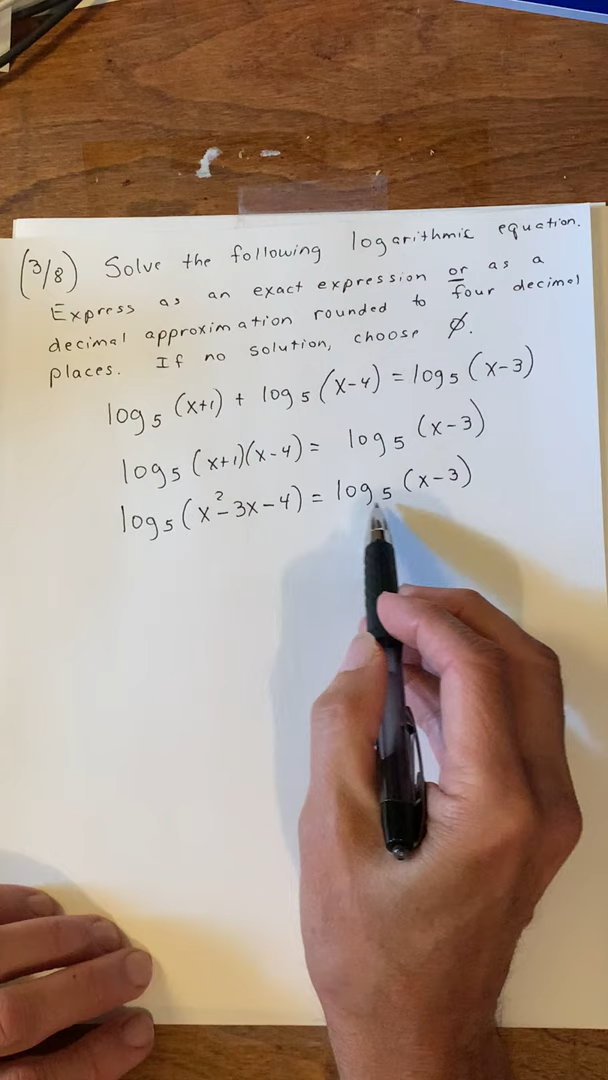 (3/8) Solve the following logarithmic equation.
Express as an exact expression or as a
decimal approximation rounded to four decimal
places. If no solution, choose ∅.
log₅(x+1) + log₅(x-4) = log₅(x-3)
log₅(x+1)(x-4) = log₅(x-3)
log₅(x²-3x-4) = log₅(x-3)